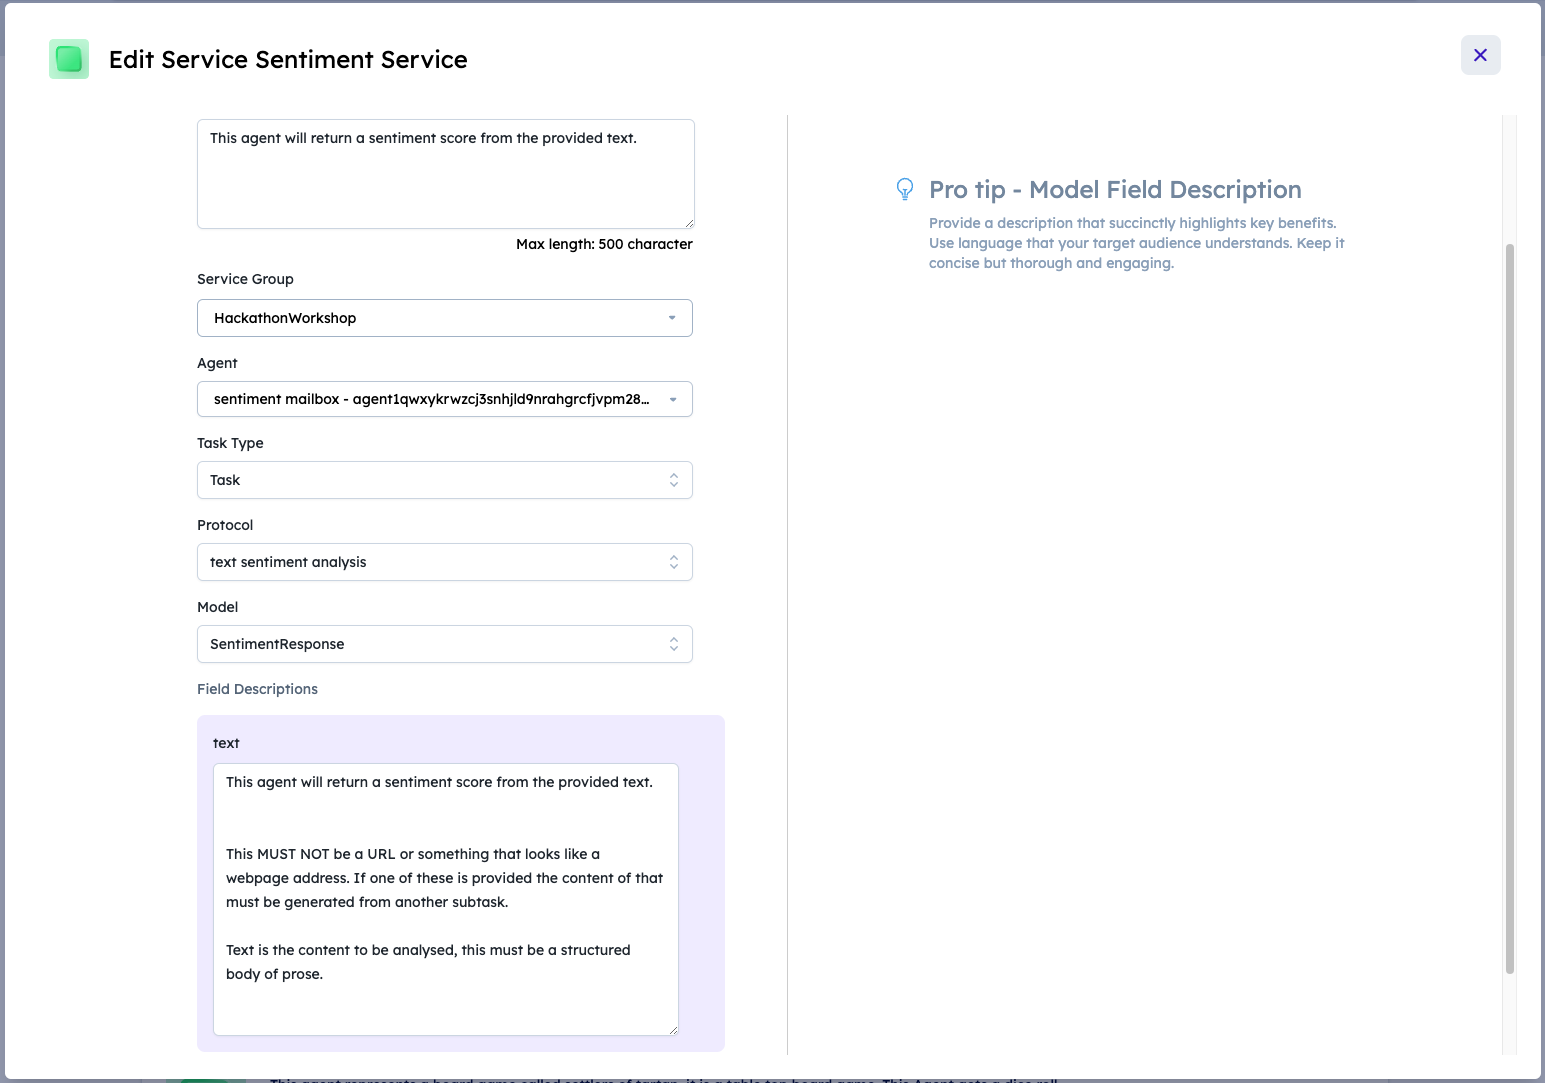 Edit Service Sentiment Service
This agent will return a sentiment score from the provided text.
Max length: 500 character
Service Group
HackathonWorkshop
Agent
sentiment mailbox - agent1qwxykrwzcj3snhjld9nrahgrcfjvpm28...
Task Type
Task
Protocol
text sentiment analysis
Model
SentimentResponse
Field Descriptions
text
This agent will return a sentiment score from the provided text.
This MUST NOT be a URL or something that looks like a
webpage address. If one of these is provided the content of that
must be generated from another subtask.
Text is the content to be analysed, this must be a structured
body of prose.
Pro tip - Model Field Description
Provide a description that succinctly highlights key benefits.
Use language that your target audience understands. Keep it
concise but thorough and engaging.